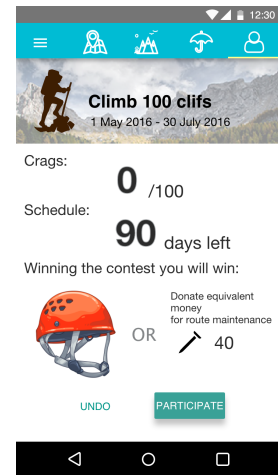 12:30
Climb 100 clifs
1 May 2016 - 30 July 2016
Crags:
0 /100
Schedule:
90 days left
Winning the contest you will win:
Donate equivalent
money
for route maintenance
OR
40
UNDO
PARTICIPATE